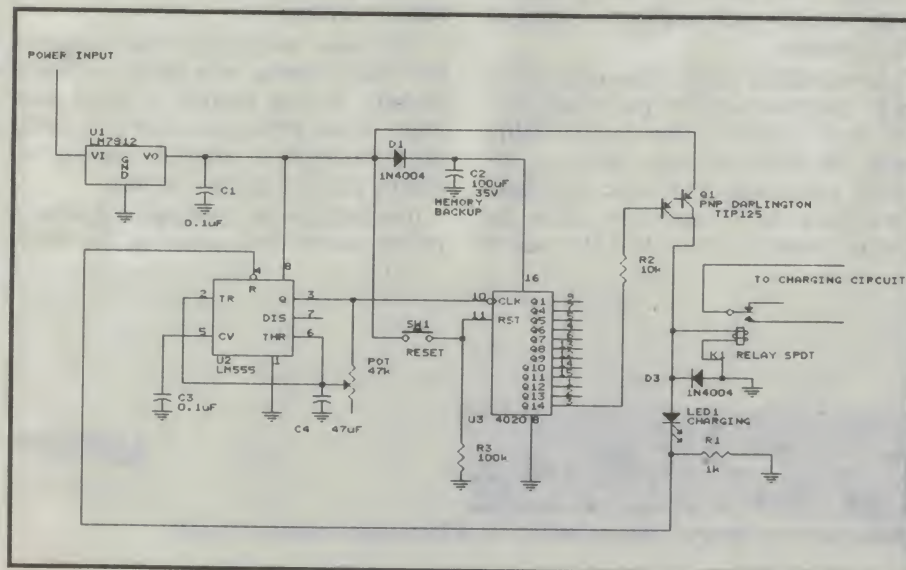 POWER INPUT
U1
LM7812
VI
GND
VO
C1
0.1uF
D1
1N4004
C2
100uF
35V
MEMORY
BACKUP
Q1
PNP DARLINGTON
TIP125
R2
10k
TO CHARGING CIRCUIT
4
8
R
2
TR
Q
3
DIS
7
5
CV
THR
6
U2
LM555
1
C3
0.1uF
C4
47uF
POT
47k
SW1
RESET
R3
100k
16
10
CLK
11
RST
Q1
Q4
Q5
Q6
Q7
Q8
Q9
Q10
Q11
Q12
Q13
Q14
U3
4020
8
K1
RELAY SPDT
D3
1N4004
LED1
CHARGING
R1
1k